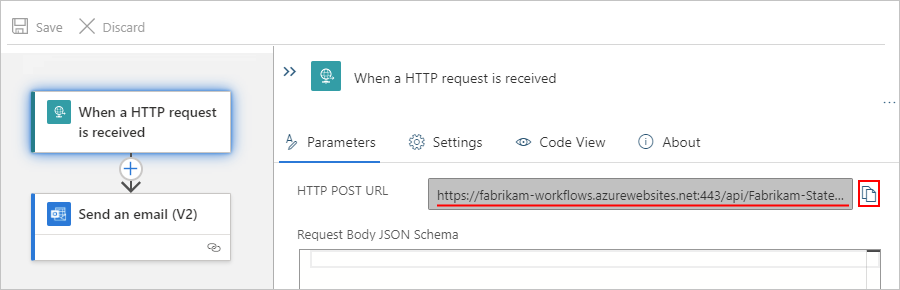 Save Discard
When a HTTP request
is received
Send an email (V2)
When a HTTP request is received
...
Parameters Settings Code View About
HTTP POST URL https://fabrikam-workflows.azurewebsites.net:443/api/Fabrikam-State...
Request Body JSON Schema